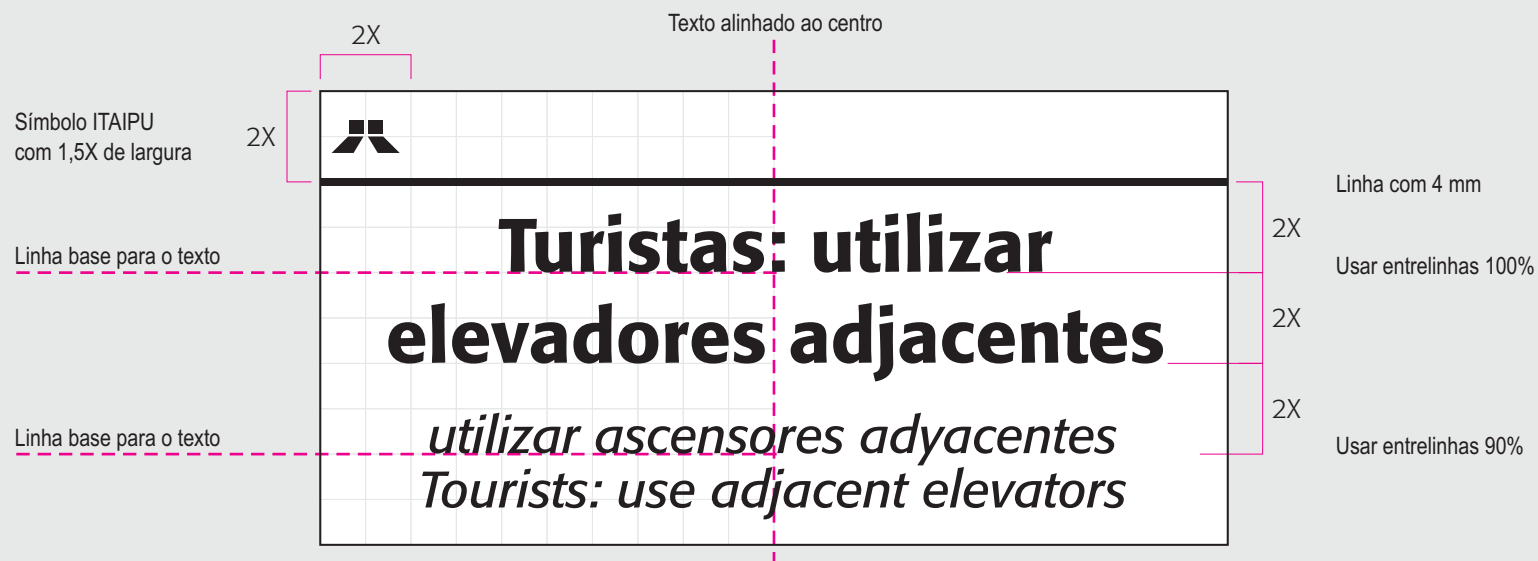 Texto alinhado ao centro
2X
Símbolo ITAIPU
com 1,5X de largura
2X
Linha com 4 mm
Turistas: utilizar
2X
Linha base para o texto
Usar entrelinhas 100%
elevadores adjacentes
2X
2X
utilizar ascensores adyacentes
Linha base para o texto
Usar entrelinhas 90%
Tourists: use adjacent elevators